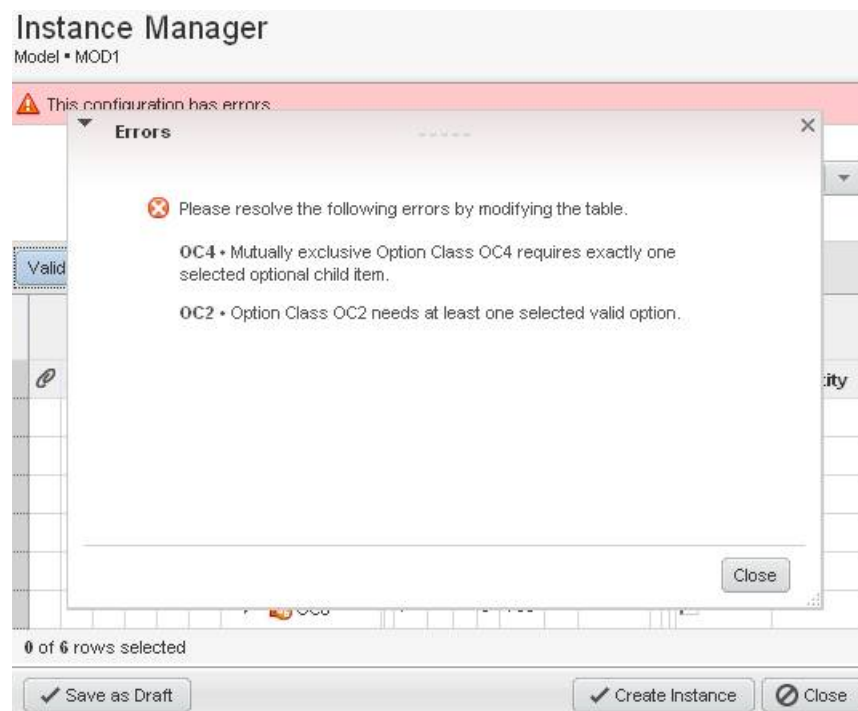 Instance Manager
Model • MOD1
This configuration has errors
Errors
Please resolve the following errors by modifying the table.
OC4 • Mutually exclusive Option Class OC4 requires exactly one
selected optional child item.
OC2 • Option Class OC2 needs at least one selected valid option.
Valid
ity
Close
0 of 6 rows selected
Save as Draft
Create Instance
Close